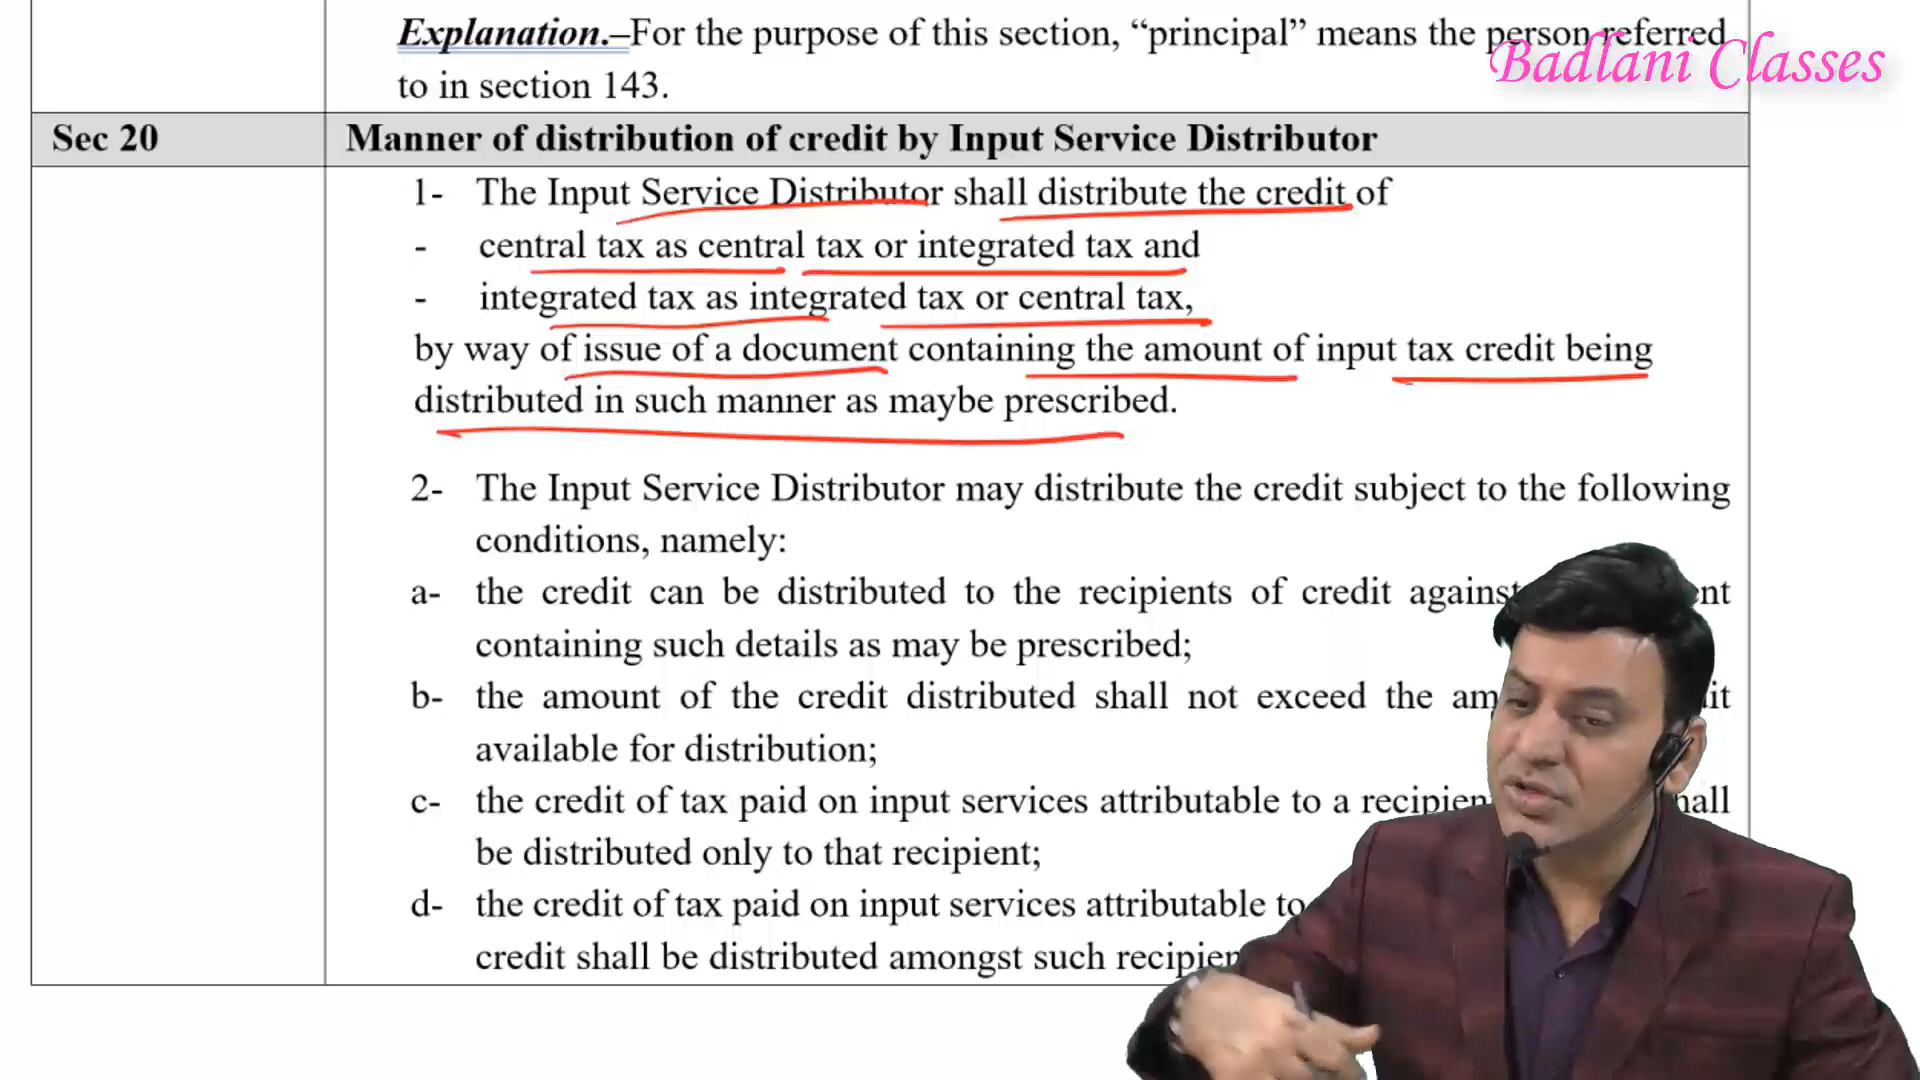 Explanation.–For the purpose of this section, “principal” means the person referred
Badlani Classes
to in section 143.
Sec 20
Manner of distribution of credit by Input Service Distributor
1- The Input Service Distributor shall distribute the credit of
- central tax as central tax or integrated tax and
- integrated tax as integrated tax or central tax,
by way of issue of a document containing the amount of input tax credit being
distributed in such manner as maybe prescribed.
2- The Input Service Distributor may distribute the credit subject to the following
conditions, namely:
a- the credit can be distributed to the recipients of credit against
containing such details as may be prescribed;
b- the amount of the credit distributed shall not exceed the
available for distribution;
c- the credit of tax paid on input services attributable to a
be distributed only to that recipient;
d- the credit of tax paid on input services attributable to
credit shall be distributed amongst such